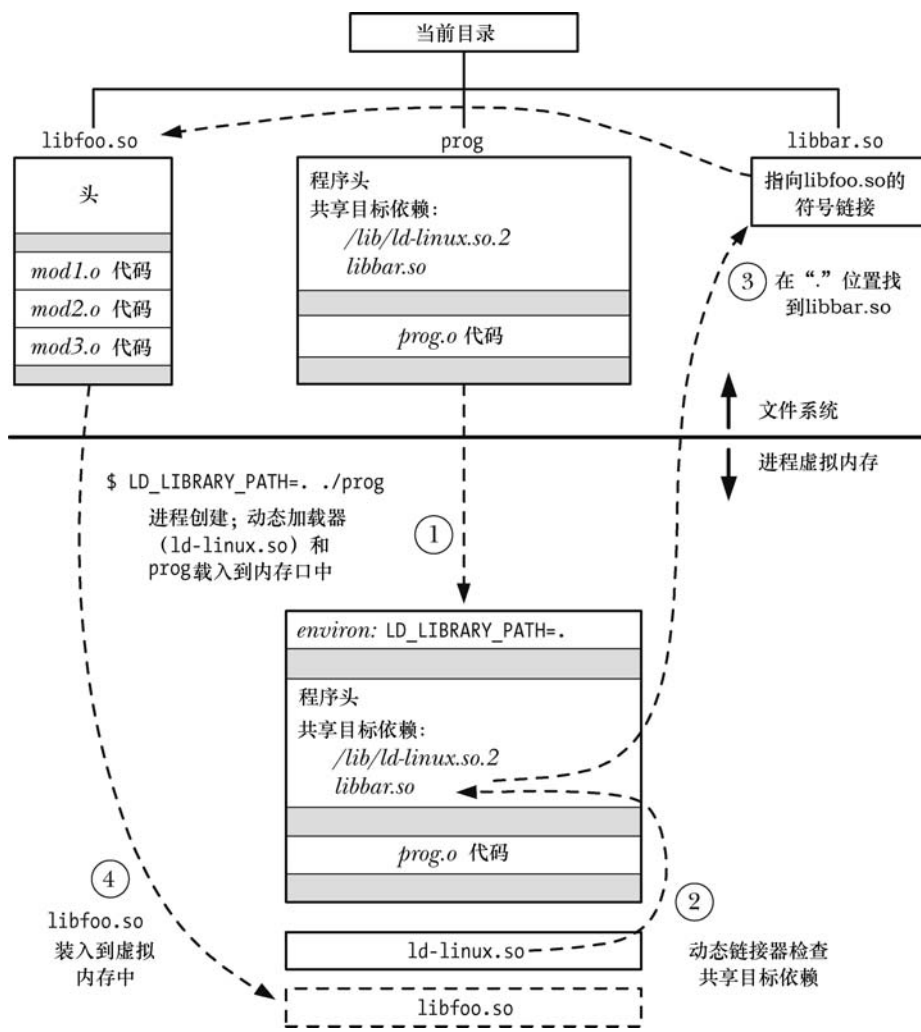 当前目录
libfoo.so
prog
libbar.so
头
mod1.o 代码
mod2.o 代码
mod3.o 代码
程序头
共享目标依赖：
/lib/ld-linux.so.2
libbar.so
prog.o 代码
指向libfoo.so的
符号链接
③ 在“.”位置找
到libbar.so
文件系统
进程虚拟内存
$ LD_LIBRARY_PATH=. ./prog
进程创建；动态加载器
(ld-linux.so) 和
prog载入到内存口中
①
environ: LD_LIBRARY_PATH=.
程序头
共享目标依赖：
/lib/ld-linux.so.2
libbar.so
prog.o 代码
④
libfoo.so
装入到虚拟
内存中
②
动态链接器检查
共享目标依赖
ld-linux.so
libfoo.so